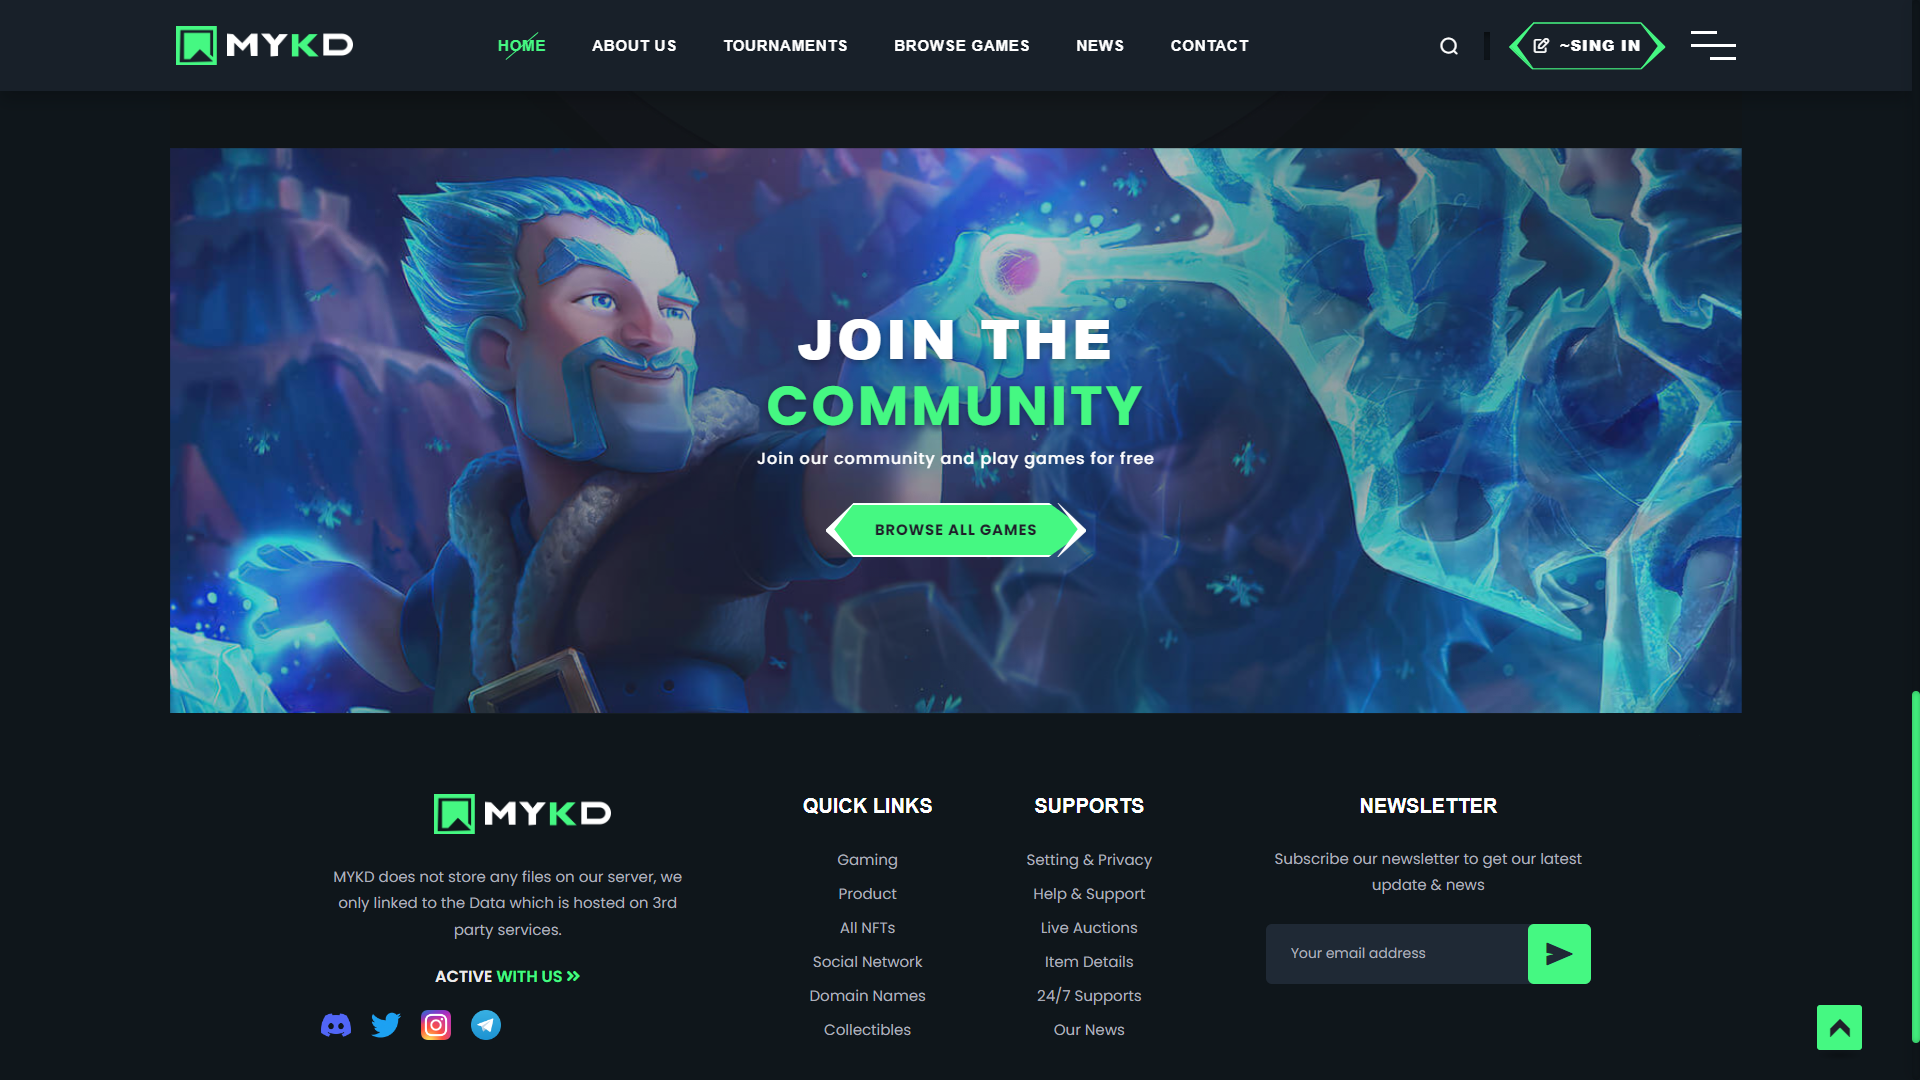 MYKD
HOME
ABOUT US
TOURNAMENTS
BROWSE GAMES
NEWS
CONTACT
~SING IN
JOIN THE
COMMUNITY
Join our community and play games for free
BROWSE ALL GAMES
MYKD
MYKD does not store any files on our server, we
only linked to the Data which is hosted on 3rd
party services.
ACTIVE WITH US
QUICK LINKS
Gaming
Product
All NFTs
Social Network
Domain Names
Collectibles
SUPPORTS
Setting & Privacy
Help & Support
Live Auctions
Item Details
24/7 Supports
Our News
NEWSLETTER
Subscribe our newsletter to get our latest
update & news
Your email address